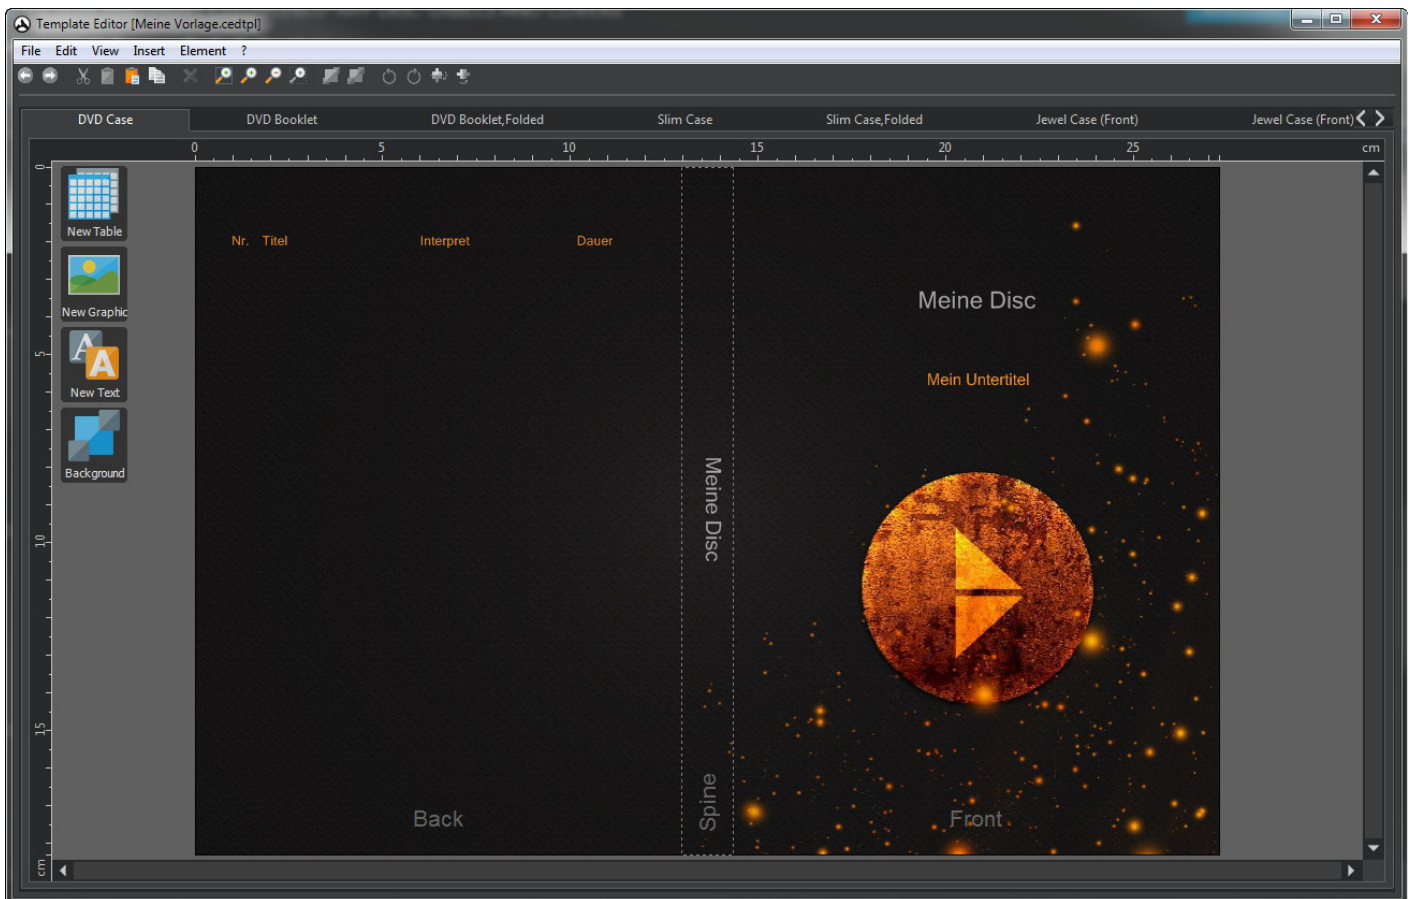 Template Editor [Meine Vorlage.cedtpl]
File Edit View Insert Element ?
DVD Case DVD Booklet DVD Booklet,Folded Slim Case Slim Case,Folded Jewel Case (Front) Jewel Case (Front)
0 5 10 15 20 25 cm
0
New Table
Nr. Titel Interpret Dauer
New Graphic
Meine Disc
5
New Text
Mein Untertitel
Background
Meine Disc
10
15
Back
Spine
Front
cm